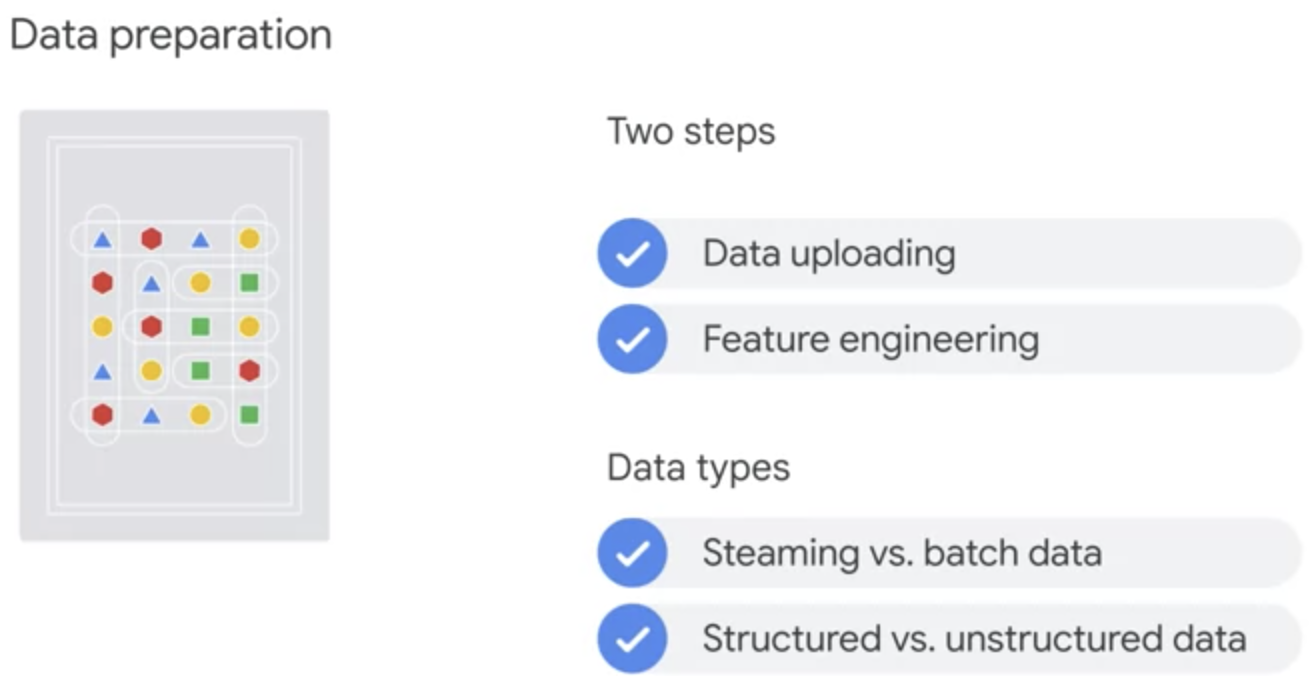 Data preparation
Two steps
Data uploading
Feature engineering
Data types
Steaming vs. batch data
Structured vs. unstructured data